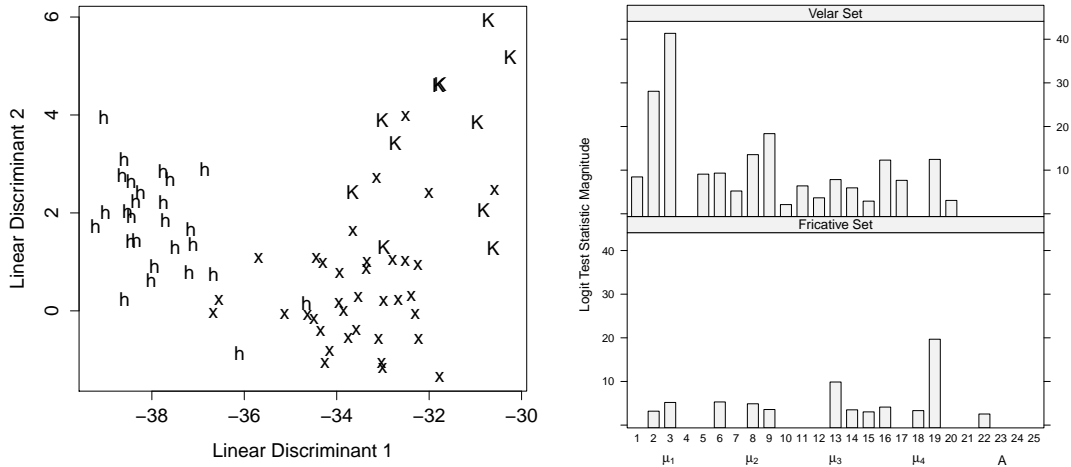 Linear Discriminant 2
6
4
2
0
−38 −36 −34 −32 −30
Linear Discriminant 1
h h h h h h h h h h h h h h h h h h h h h h h h h h h
x x x x x x x x x x x x x x x x x x x x x x x x x x x x x x x x x x x x
K K K K K K K K K K K K
Velar Set
40
30
20
10
Logit Test Statistic Magnitude
Fricative Set
40
30
20
10
1 2 3 4 5 6 7 8 9 10 11 12 13 14 15 16 17 18 19 20 21 22 23 24 25
μ1 μ2 μ3 μ4 A